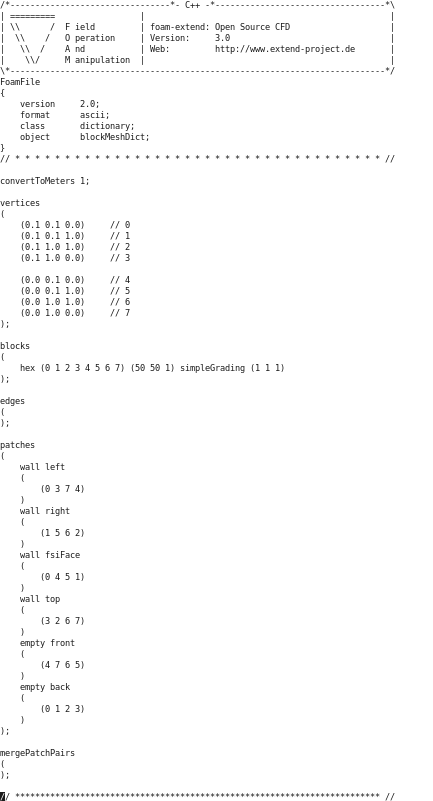 /*---------------------------------*- C++ -*-----------------------------------*\
| =========                 |                                                 |
| \\      /  F ield         | foam-extend: Open Source CFD                    |
|  \\    /   O peration     | Version:     3.0                                |
|   \\  /    A nd           | Web:         http://www.extend-project.de       |
|    \\/     M anipulation  |                                                 |
\*---------------------------------------------------------------------------*/
FoamFile
{
    version     2.0;
    format      ascii;
    class       dictionary;
    object      blockMeshDict;
}
// * * * * * * * * * * * * * * * * * * * * * * * * * * * * * * * * * * * * * //

convertToMeters 1;

vertices
(
    (0.1 0.1 0.0)     // 0
    (0.1 0.1 1.0)     // 1
    (0.1 1.0 1.0)     // 2
    (0.1 1.0 0.0)     // 3

    (0.0 0.1 0.0)     // 4
    (0.0 0.1 1.0)     // 5
    (0.0 1.0 1.0)     // 6
    (0.0 1.0 0.0)     // 7
);

blocks
(
    hex (0 1 2 3 4 5 6 7) (50 50 1) simpleGrading (1 1 1)
);

edges
(
);

patches
(
    wall left
    (
        (0 3 7 4)
    )
    wall right
    (
        (1 5 6 2)
    )
    wall fsiFace
    (
        (0 4 5 1)
    )
    wall top
    (
        (3 2 6 7)
    )
    empty front
    (
        (4 7 6 5)
    )
    empty back
    (
        (0 1 2 3)
    )
);

mergePatchPairs
(
);

// ************************************************************************* //